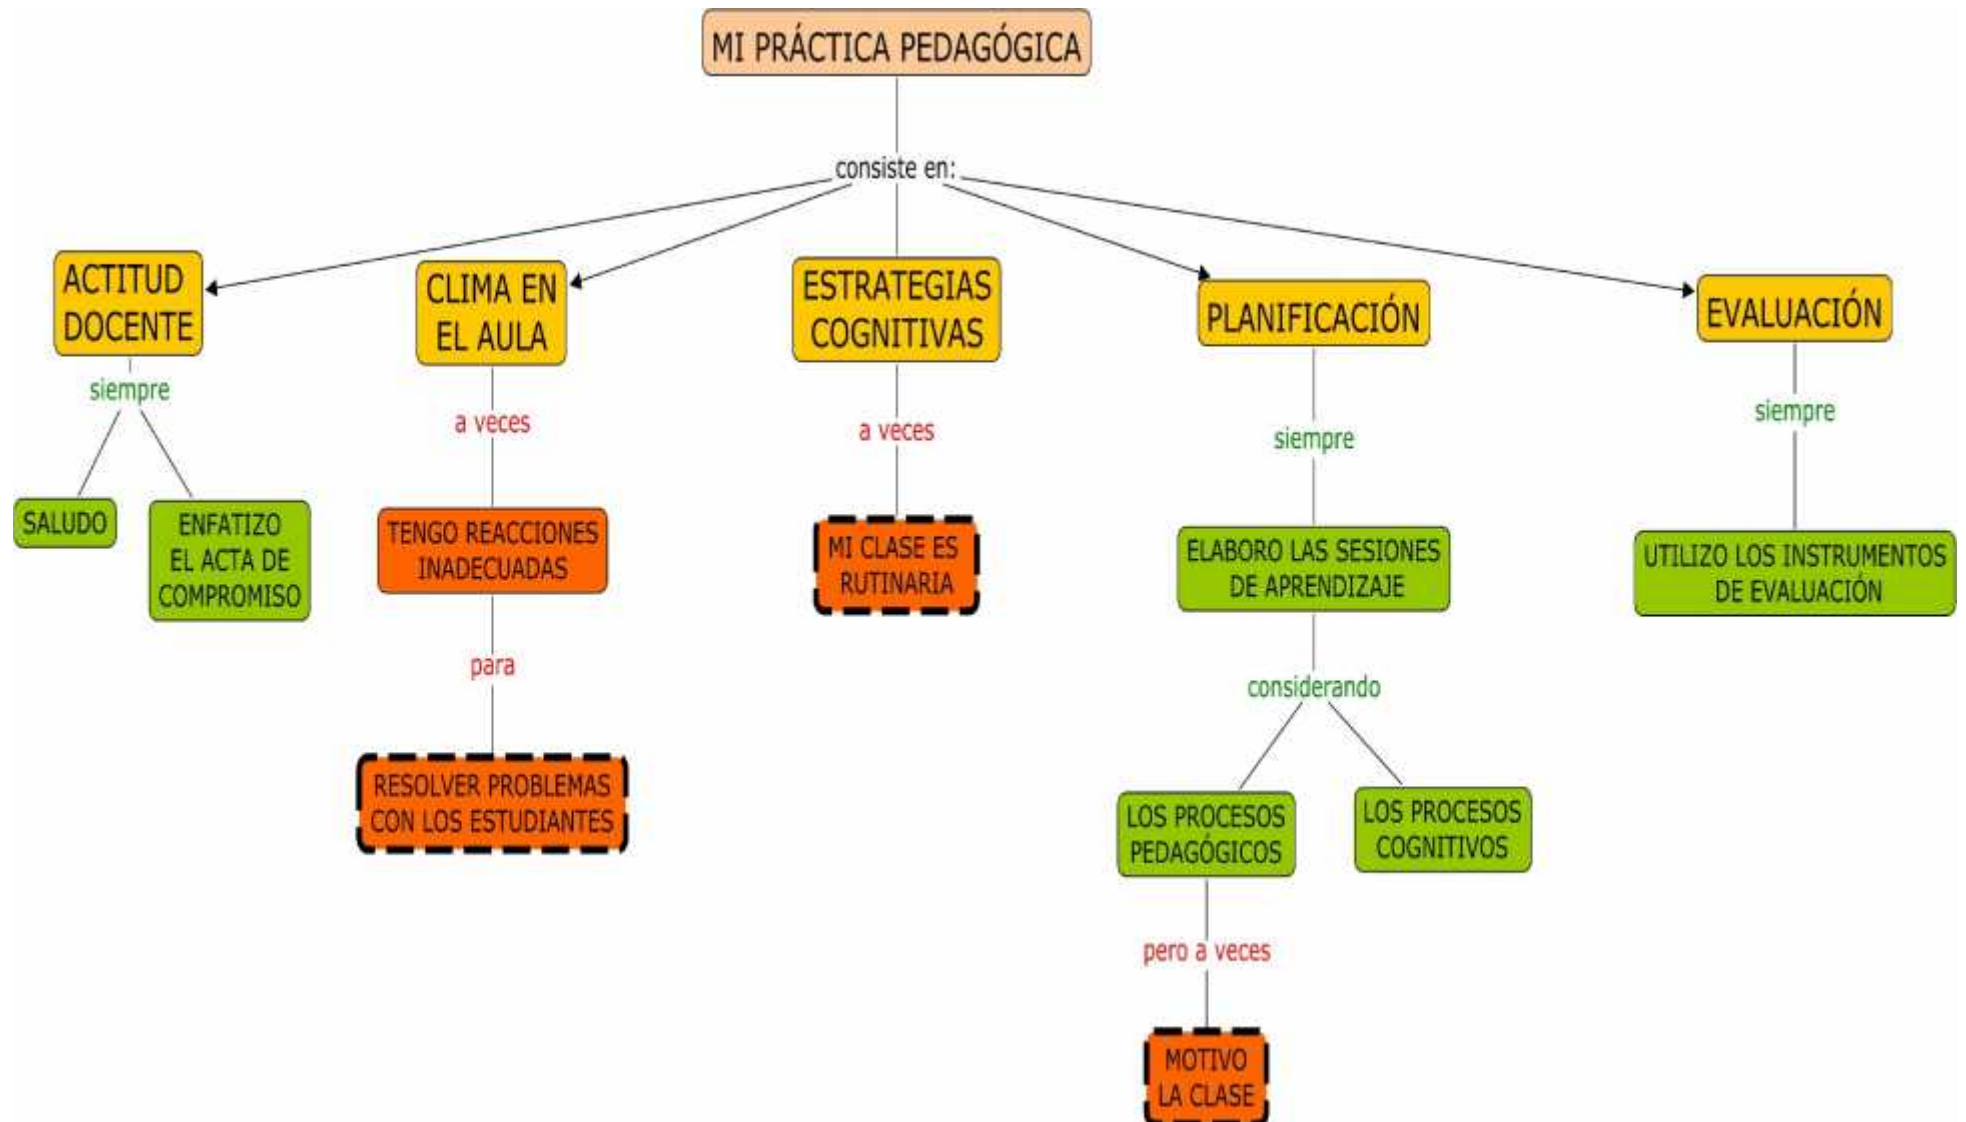 MI PRÁCTICA PEDAGÓGICA
consiste en:
ACTITUD
DOCENTE
siempre
SALUDO
ENFATIZO
EL ACTA DE
COMPROMISO
CLIMA EN
EL AULA
a veces
TENGO REACCIONES
INADECUADAS
para
RESOLVER PROBLEMAS
CON LOS ESTUDIANTES
ESTRATEGIAS
COGNITIVAS
a veces
MI CLASE ES
RUTINARIA
PLANIFICACIÓN
siempre
ELABORO LAS SESIONES
DE APRENDIZAJE
considerando
LOS PROCESOS
PEDAGÓGICOS
LOS PROCESOS
COGNITIVOS
pero a veces
MOTIVO
LA CLASE
EVALUACIÓN
siempre
UTILIZO LOS INSTRUMENTOS
DE EVALUACIÓN